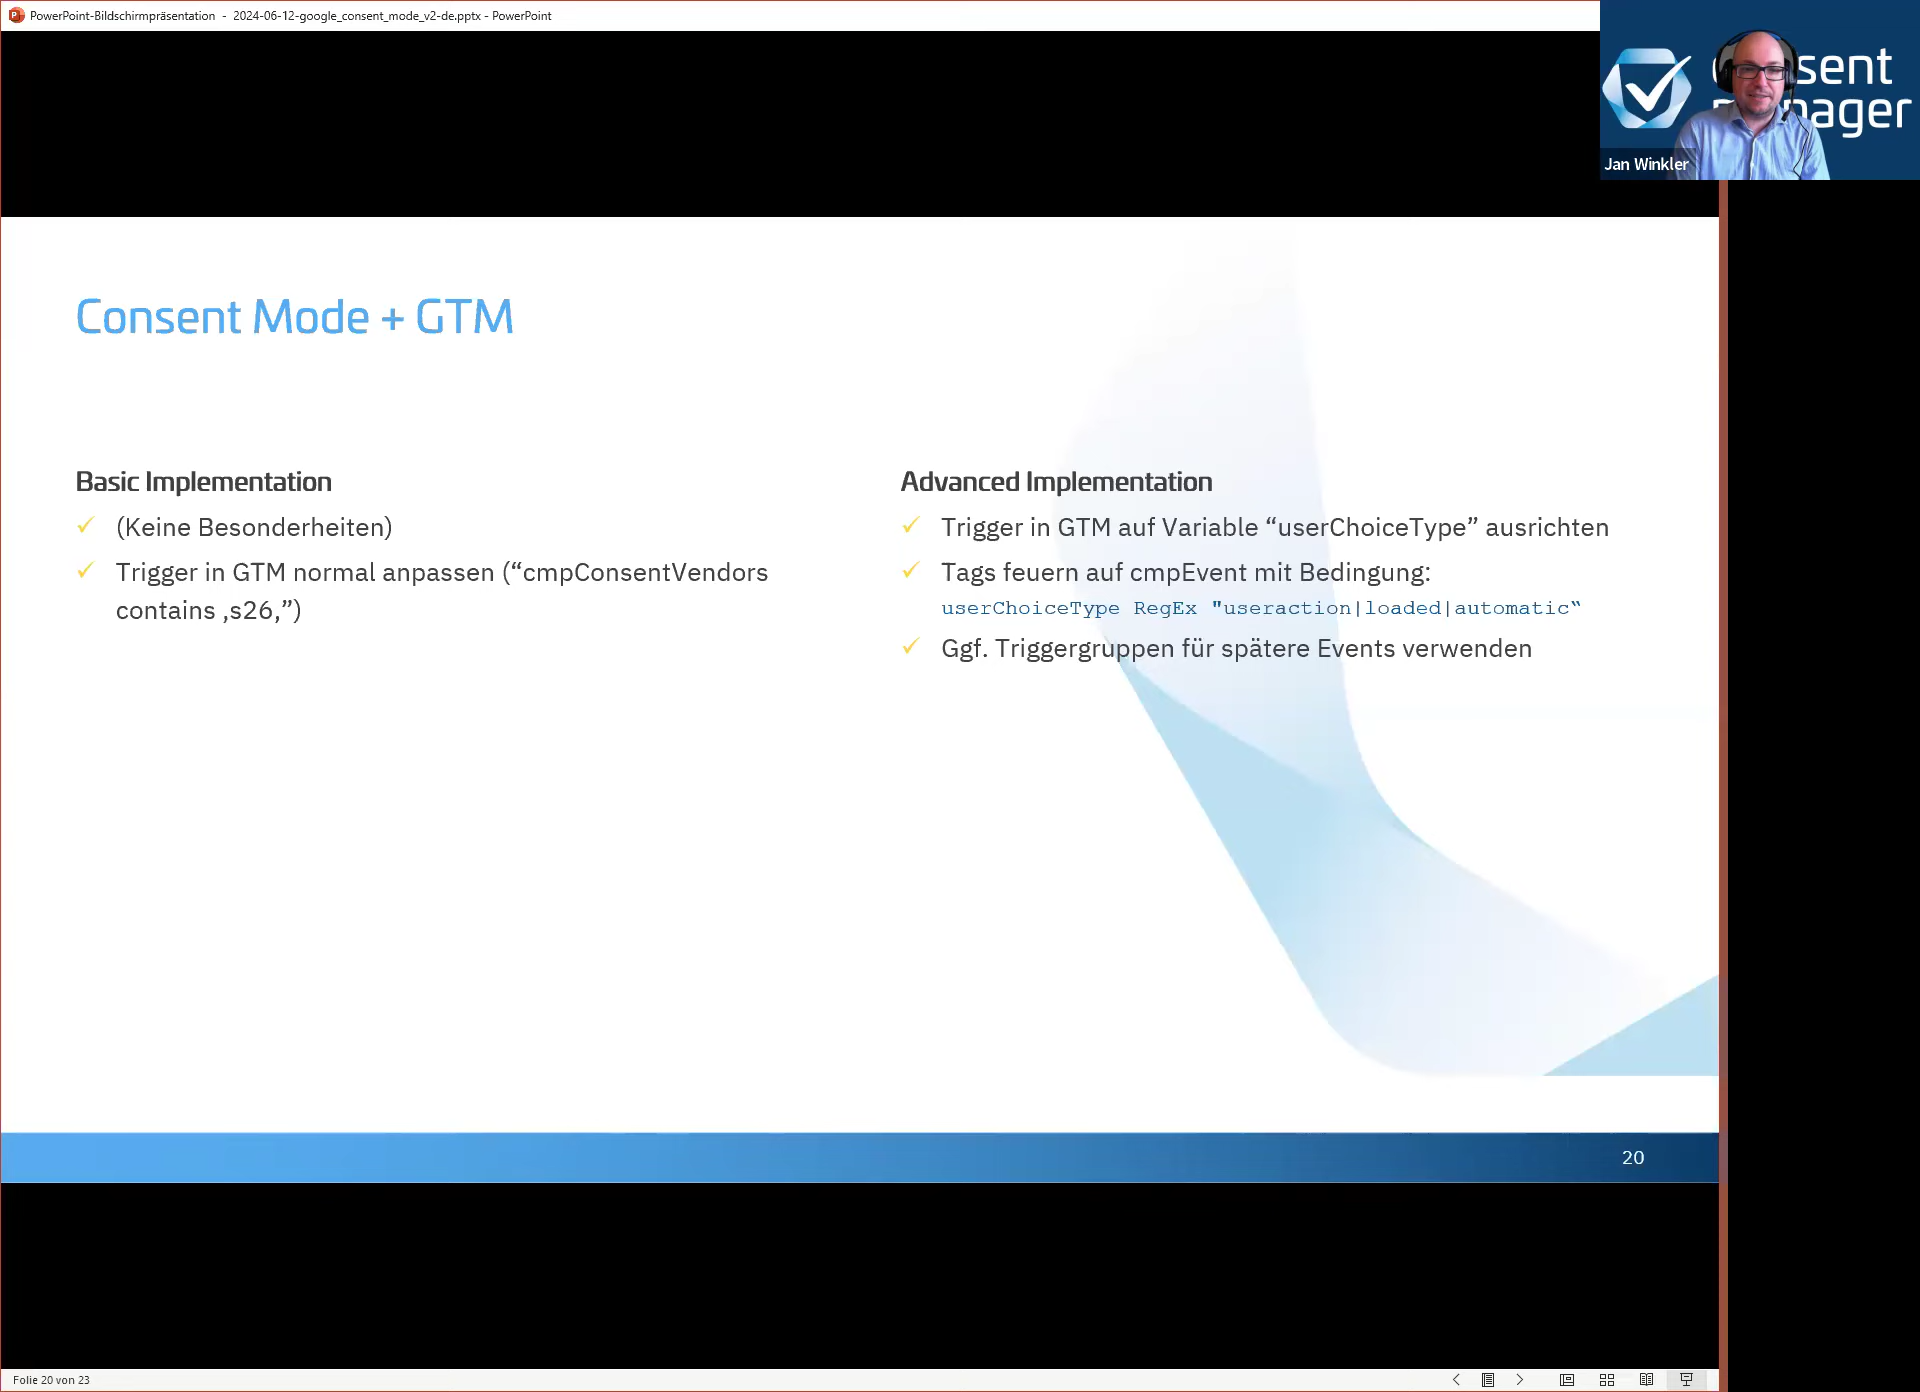 PowerPoint-Bildschirmpräsentation - 2024-06-12-google_consent_mode_v2-de.pptx - PowerPoint
sent
ager
Jan Winkler
Consent Mode + GTM
Basic Implementation
(Keine Besonderheiten)
Trigger in GTM normal anpassen (“cmpConsentVendors
contains ‚s26,”)
Advanced Implementation
Trigger in GTM auf Variable “userChoiceType” ausrichten
Tags feuern auf cmpEvent mit Bedingung:
userChoiceType RegEx "useraction|loaded|automatic“
Ggf. Triggergruppen für spätere Events verwenden
20
Folie 20 von 23